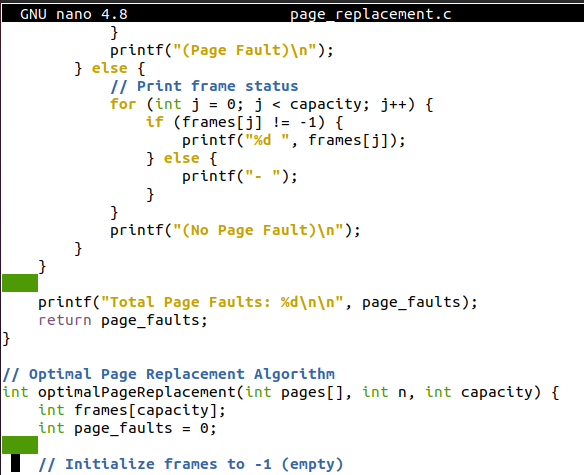 GNU nano 4.8                  page_replacement.c
            }
            printf("(Page Fault)\n");
        } else {
            // Print frame status
            for (int j = 0; j < capacity; j++) {
                if (frames[j] != -1) {
                    printf("%d ", frames[j]);
                } else {
                    printf("- ");
                }
            }
            printf("(No Page Fault)\n");
        }
    }
    printf("Total Page Faults: %d\n\n", page_faults);
    return page_faults;
}
// Optimal Page Replacement Algorithm
int optimalPageReplacement(int pages[], int n, int capacity) {
    int frames[capacity];
    int page_faults = 0;
    // Initialize frames to -1 (empty)